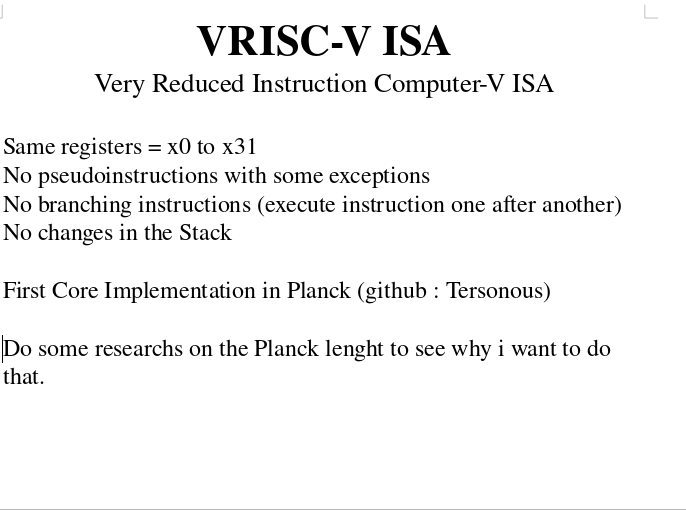 VRISC-V ISA
Very Reduced Instruction Computer-V ISA
Same registers = x0 to x31
No pseudoinstructions with some exceptions
No branching instructions (execute instruction one after another)
No changes in the Stack
First Core Implementation in Planck (github : Tersonous)
Do some researchs on the Planck lenght to see why i want to do
that.